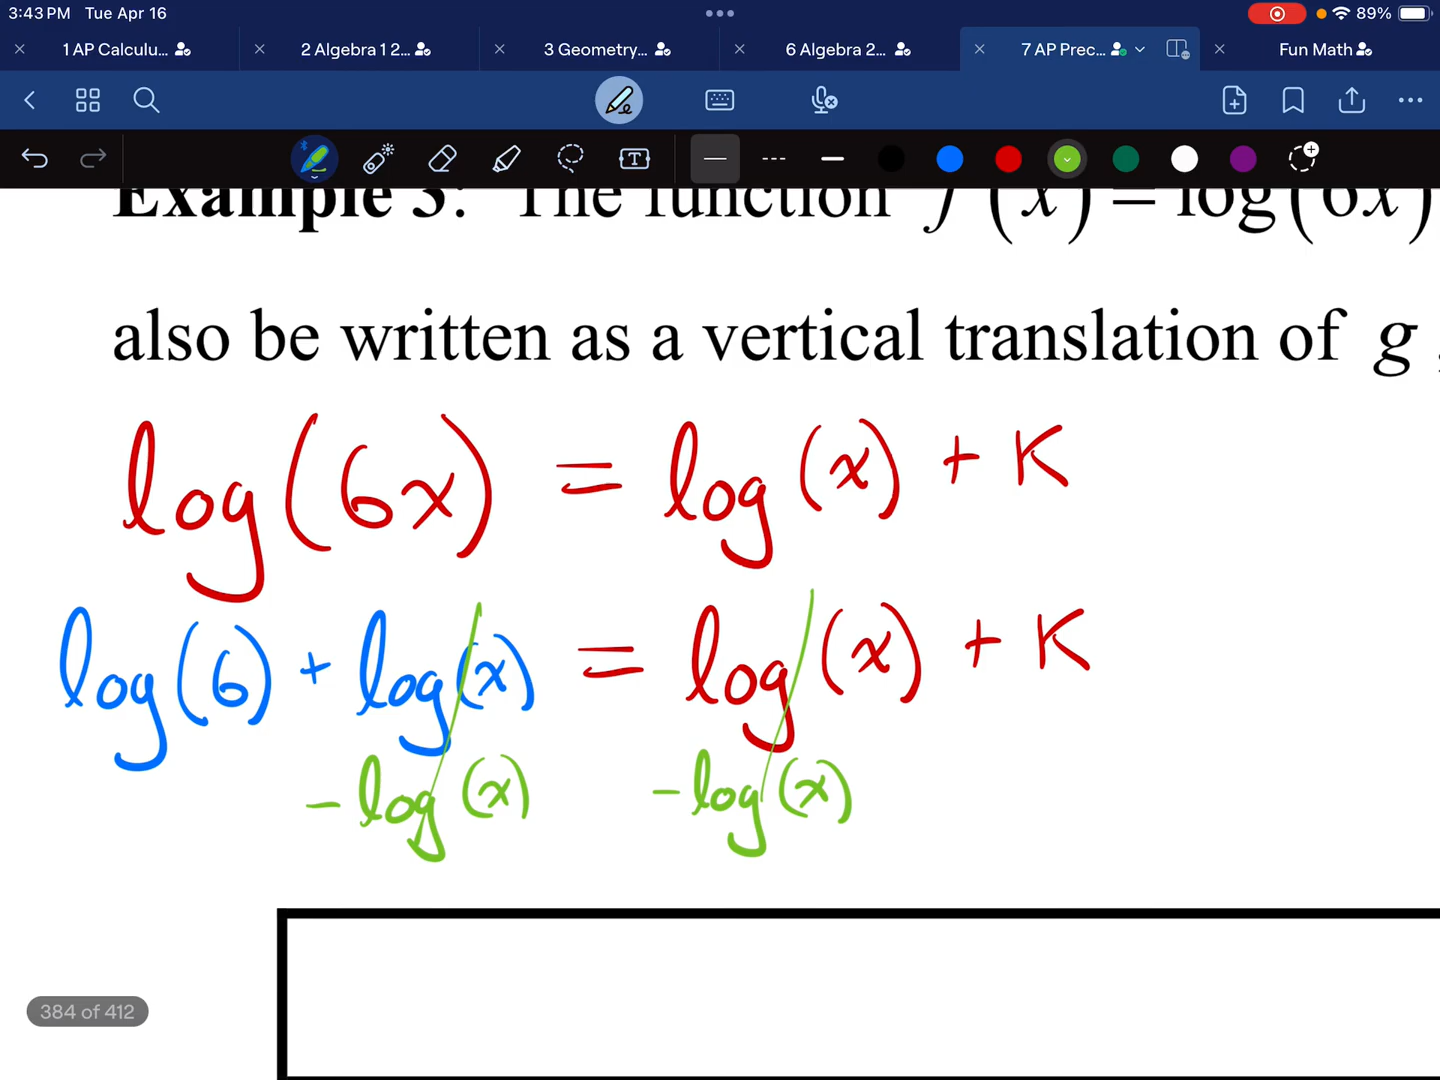 3:43 PM Tue Apr 16
89%
1 AP Calculu...
2 Algebra 1 2...
3 Geometry...
6 Algebra 2...
7 AP Prec...
Fun Math
Example 3: The function f(x) = log(6x)
also be written as a vertical translation of g
log(6x) = log(x) + K
log(6) + log(x) = log(x) + K
- log(x) - log(x)
384 of 412